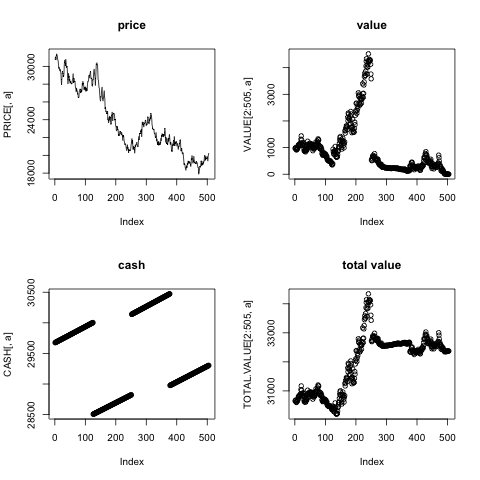 price
PRICE[, a]
18000 24000 30000
0 100 200 300 400 500
Index
value
VALUE[2:505, a]
0 1000 3000
0 100 200 300 400 500
Index
cash
CASH[, a]
28500 29500 30500
0 100 200 300 400 500
Index
total value
TOTAL.VALUE[2:505, a]
31000 33000
0 100 200 300 400 500
Index